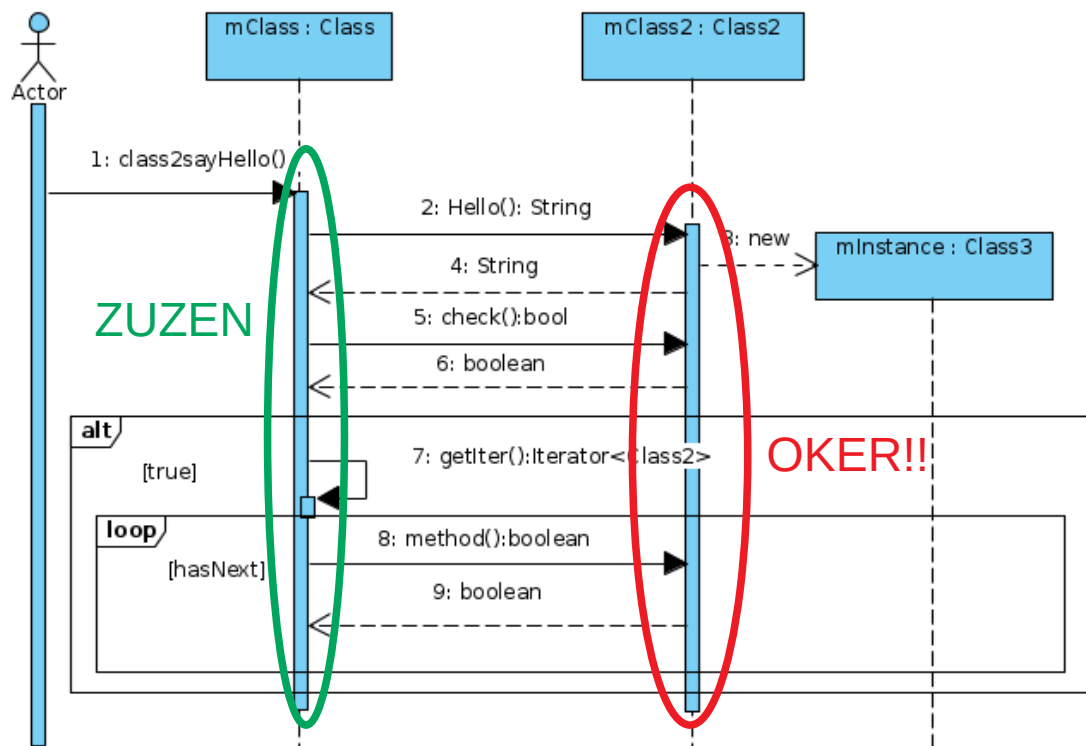 mClass : Class
mClass2 : Class2
Actor
1: class2sayHello()
2: Hello(): String
3: new
mInstance : Class3
4: String
ZUZEN
5: check():bool
6: boolean
alt
[true]
7: getIter():Iterator<Class2>
OKER!!
loop
[hasNext]
8: method():boolean
9: boolean